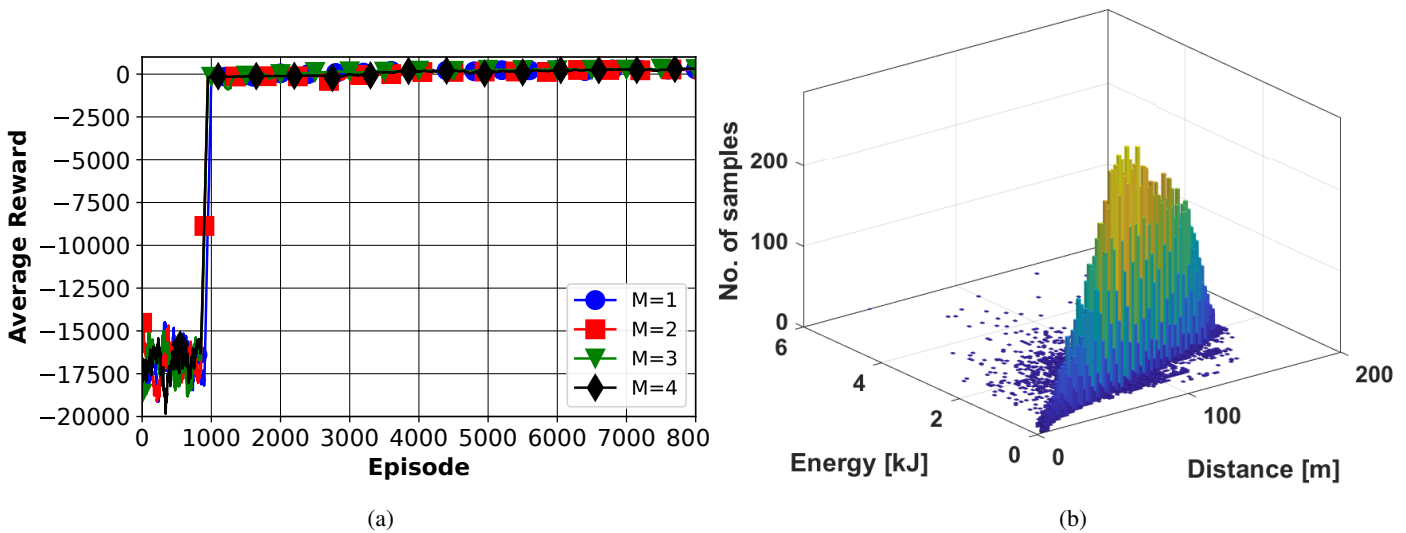 0
−2500
−5000
−7500
−10000
−12500
−15000
−17500
−20000
Average Reward
0 1000 2000 3000 4000 5000 6000 7000 800
Episode
M=1
M=2
M=3
M=4
(a)
200
100
0
No. of samples
6
4
2
0
Energy [kJ]
0
100
200
Distance [m]
(b)